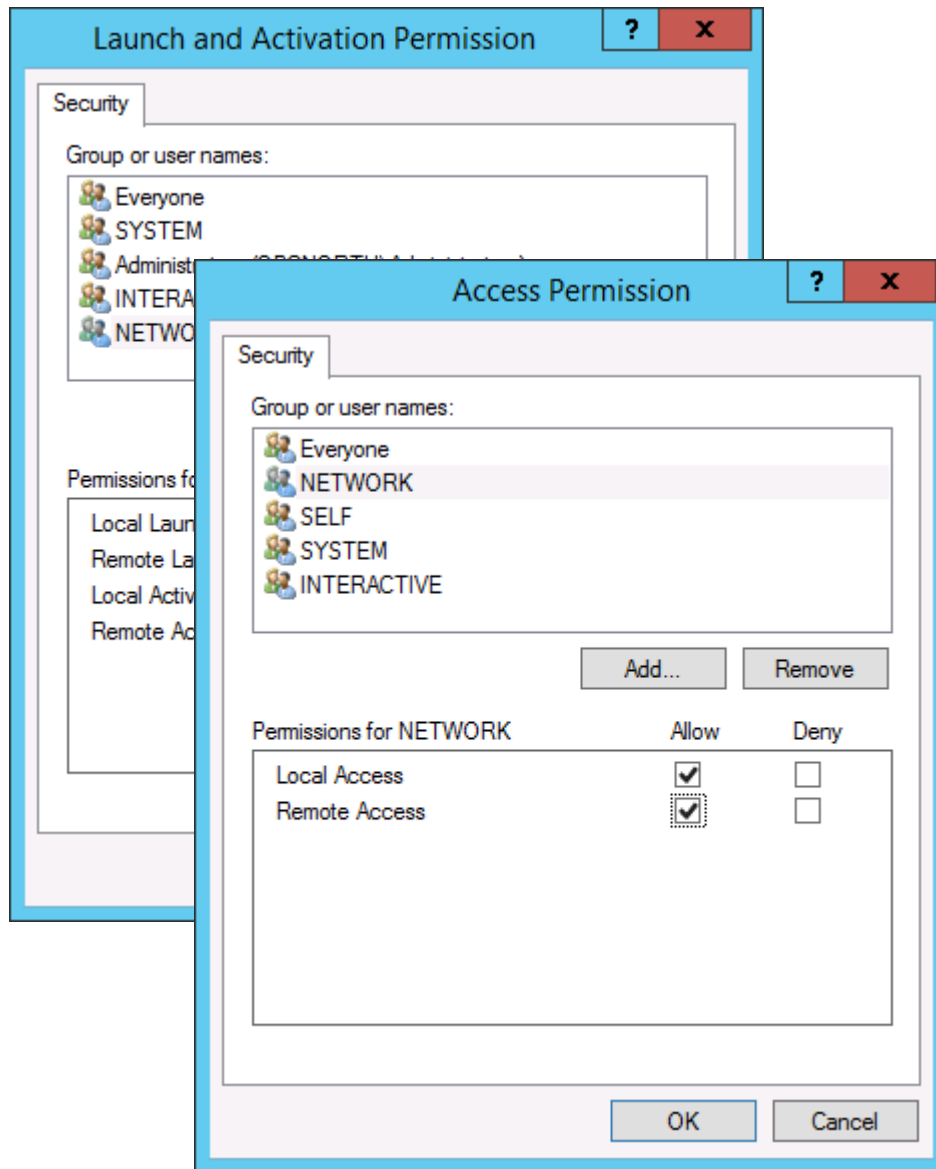 Launch and Activation Permission
? x
Security
Group or user names:
Everyone
SYSTEM
Administ
INTERA
NETWO
Permissions fo
Local Laun
Remote La
Local Activ
Remote Ac
Access Permission
? x
Security
Group or user names:
Everyone
NETWORK
SELF
SYSTEM
INTERACTIVE
Add... Remove
Permissions for NETWORK Allow Deny
Local Access
Remote Access
OK Cancel